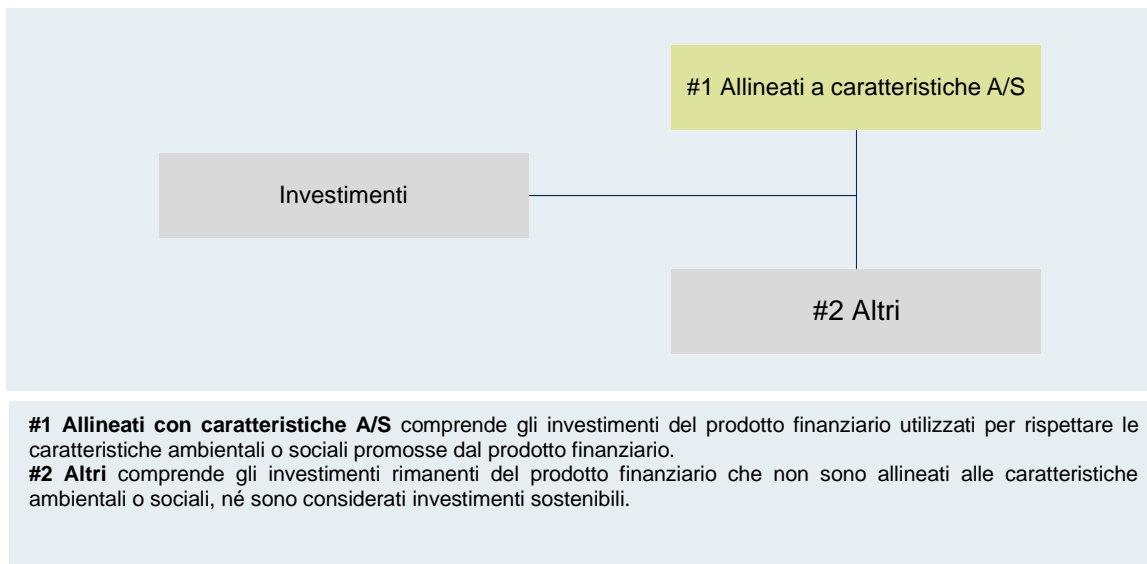 #1 Allineati a caratteristiche A/S
Investimenti
#2 Altri
#1 Allineati con caratteristiche A/S comprende gli investimenti del prodotto finanziario utilizzati per rispettare le
caratteristiche ambientali o sociali promosse dal prodotto finanziario.
#2 Altri comprende gli investimenti rimanenti del prodotto finanziario che non sono allineati alle caratteristiche
ambientali o sociali, né sono considerati investimenti sostenibili.